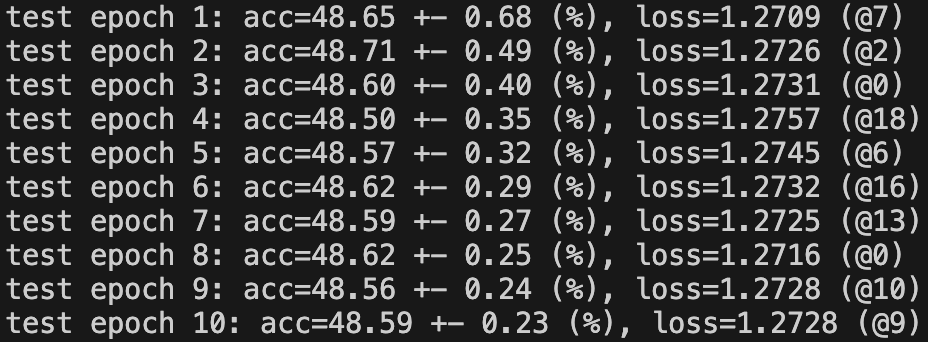 test epoch 1: acc=48.65 +- 0.68 (%), loss=1.2709 (@7)
test epoch 2: acc=48.71 +- 0.49 (%), loss=1.2726 (@2)
test epoch 3: acc=48.60 +- 0.40 (%), loss=1.2731 (@0)
test epoch 4: acc=48.50 +- 0.35 (%), loss=1.2757 (@18)
test epoch 5: acc=48.57 +- 0.32 (%), loss=1.2745 (@6)
test epoch 6: acc=48.62 +- 0.29 (%), loss=1.2732 (@16)
test epoch 7: acc=48.59 +- 0.27 (%), loss=1.2725 (@13)
test epoch 8: acc=48.62 +- 0.25 (%), loss=1.2716 (@0)
test epoch 9: acc=48.56 +- 0.24 (%), loss=1.2728 (@10)
test epoch 10: acc=48.59 +- 0.23 (%), loss=1.2728 (@9)